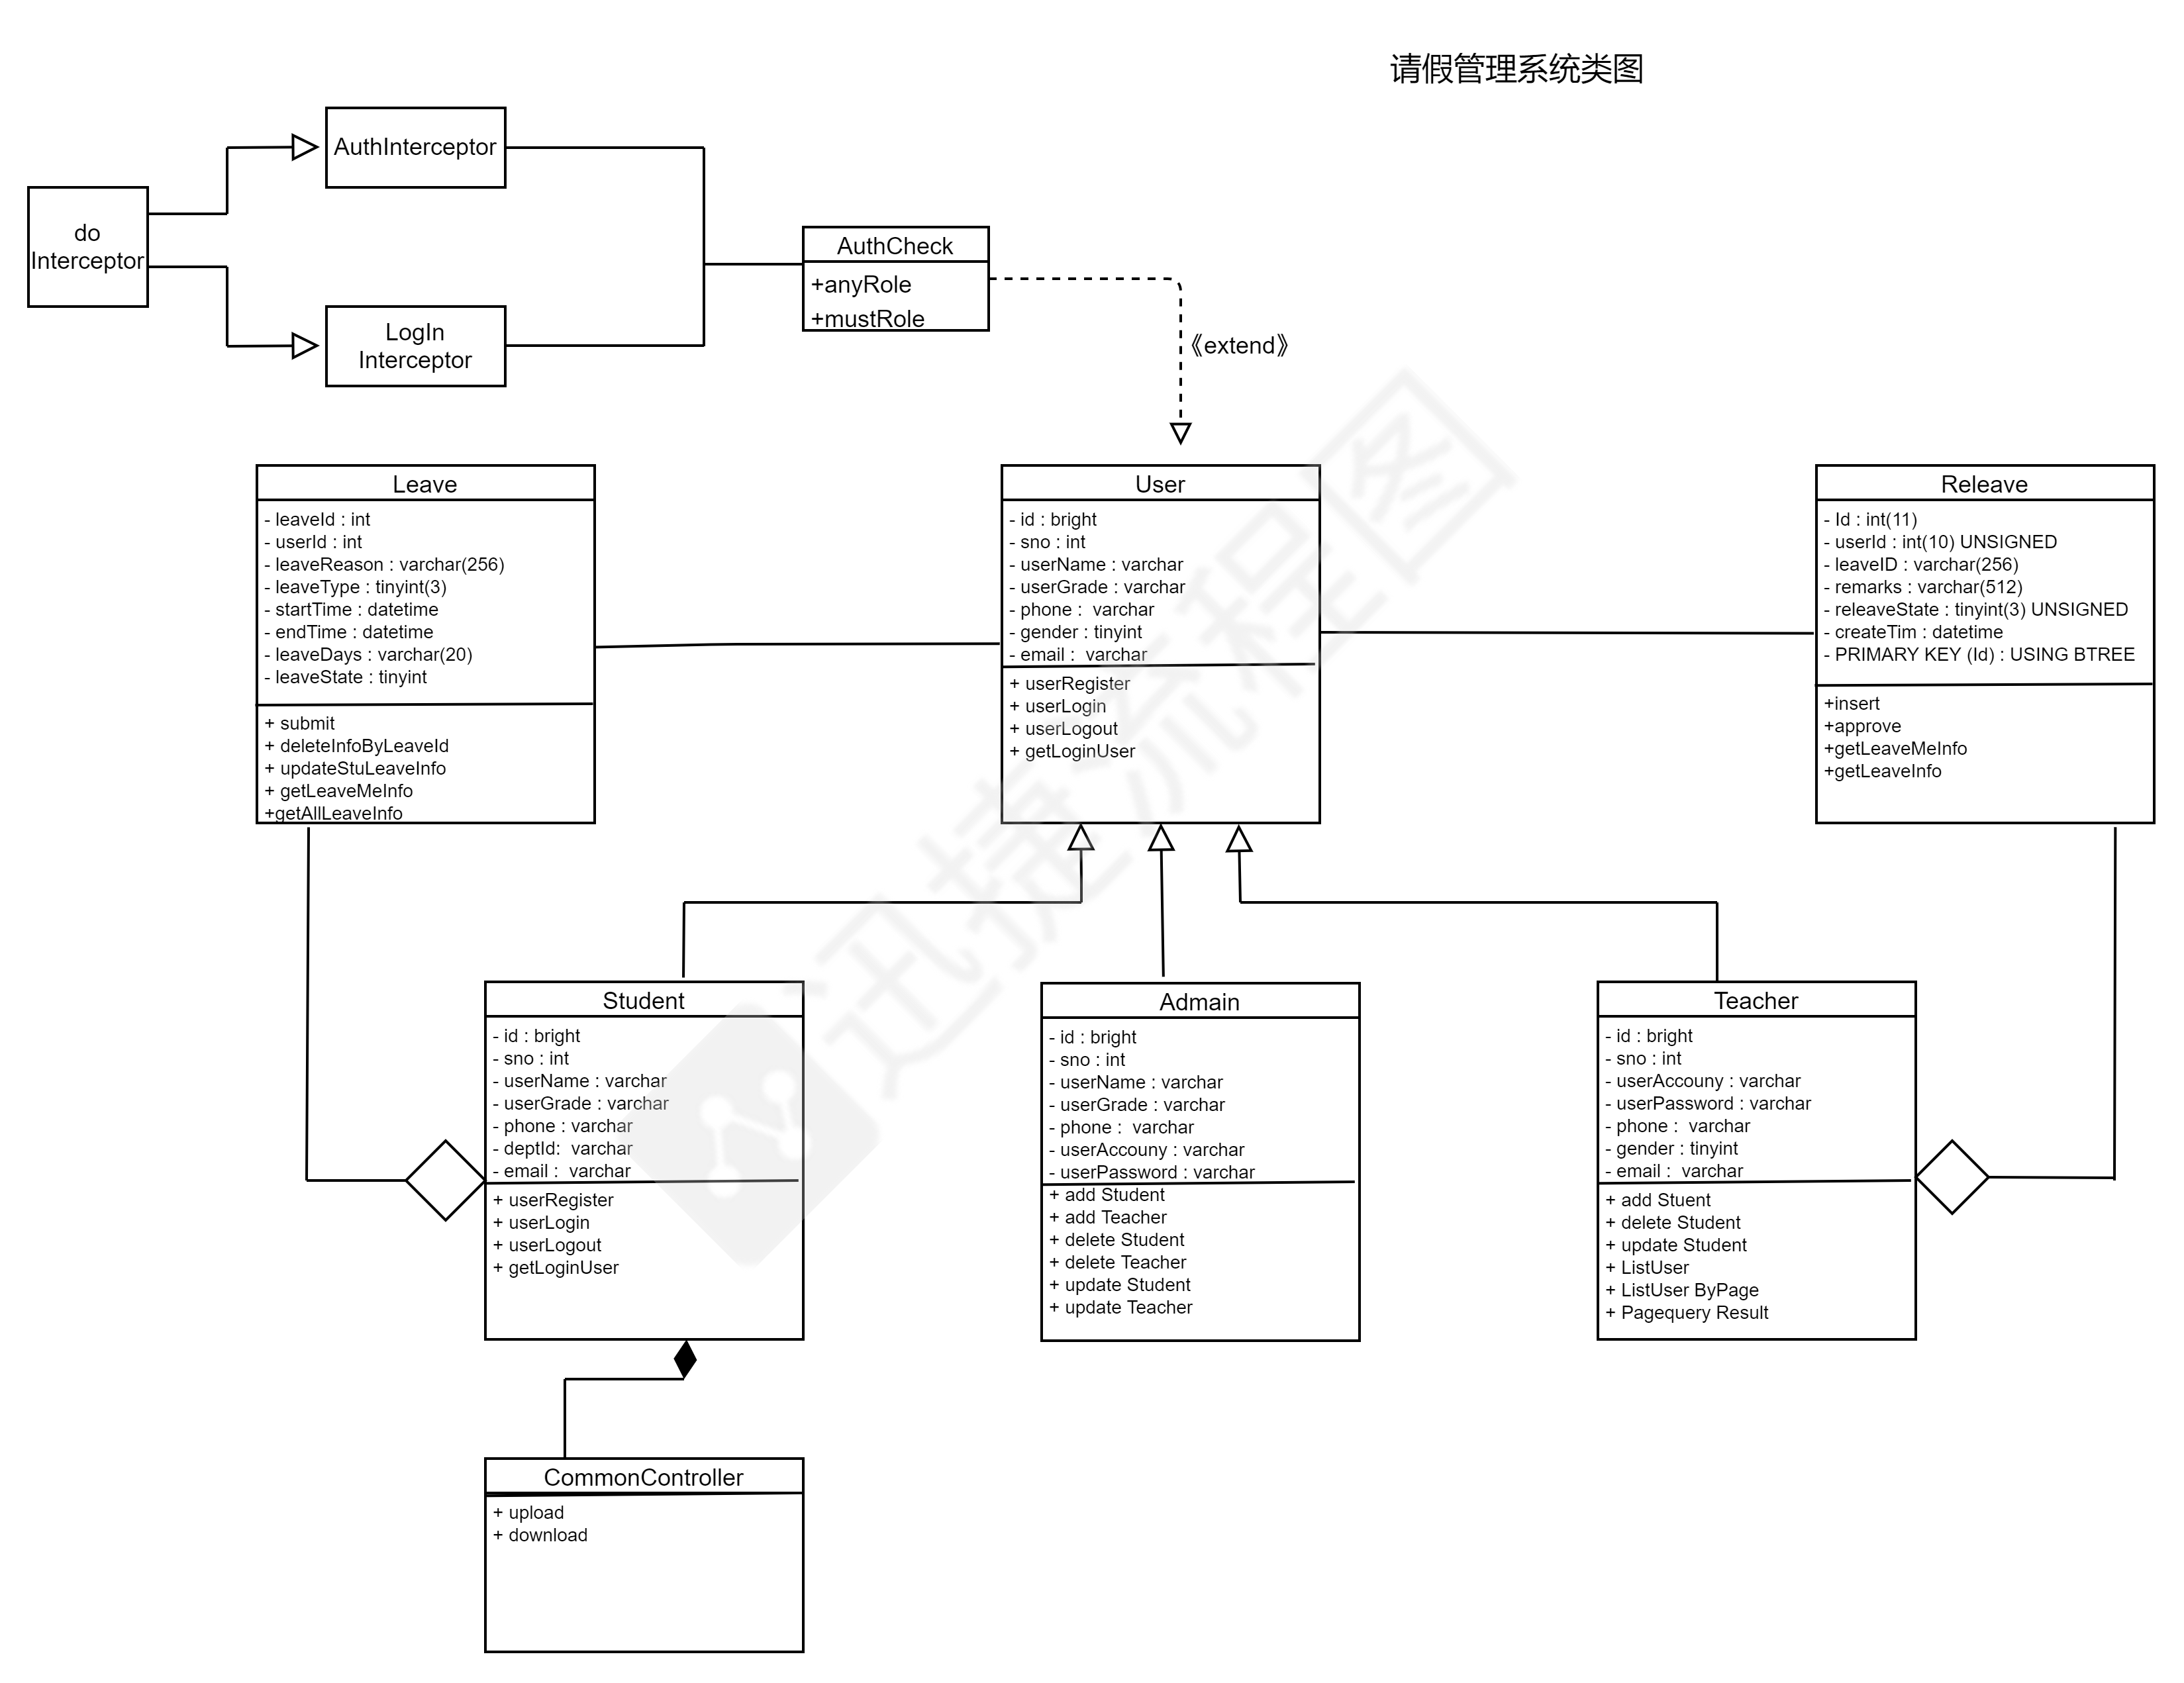 请假管理系统类图
AuthInterceptor
do
Interceptor
AuthCheck
+anyRole
+mustRole
LogIn
Interceptor
《extend》
Leave
- leaveId : int
- userId : int
- leaveReason : varchar(256)
- leaveType : tinyint(3)
- startTime : datetime
- endTime : datetime
- leaveDays : varchar(20)
- leaveState : tinyint
+ submit
+ deleteInfoByLeaveId
+ updateStuLeaveInfo
+ getLeaveMeInfo
+getAllLeaveInfo
User
- id : bright
- sno : int
- userName : varchar
- userGrade : varchar
- phone :  varchar
- gender : tinyint
- email :  varchar
+ userRegister
+ userLogin
+ userLogout
+ getLoginUser
Releave
- Id : int(11)
- userId : int(10) UNSIGNED
- leaveID : varchar(256)
- remarks : varchar(512)
- releaveState : tinyint(3) UNSIGNED
- createTim : datetime
- PRIMARY KEY (Id) : USING BTREE
+insert
+approve
+getLeaveMeInfo
+getLeaveInfo
Student
- id : bright
- sno : int
- userName : varchar
- userGrade : varchar
- phone : varchar
- deptId:  varchar
- email :  varchar
+ userRegister
+ userLogin
+ userLogout
+ getLoginUser
Admain
- id : bright
- sno : int
- userName : varchar
- userGrade : varchar
- phone :  varchar
- userAccouny : varchar
- userPassword : varchar
+ add Student
+ add Teacher
+ delete Student
+ delete Teacher
+ update Student
+ update Teacher
Teacher
- id : bright
- sno : int
- userAccouny : varchar
- userPassword : varchar
- phone :  varchar
- gender : tinyint
- email :  varchar
+ add Stuent
+ delete Student
+ update Student
+ ListUser
+ ListUser ByPage
+ Pagequery Result
CommonController
+ upload
+ download
迅捷流程图